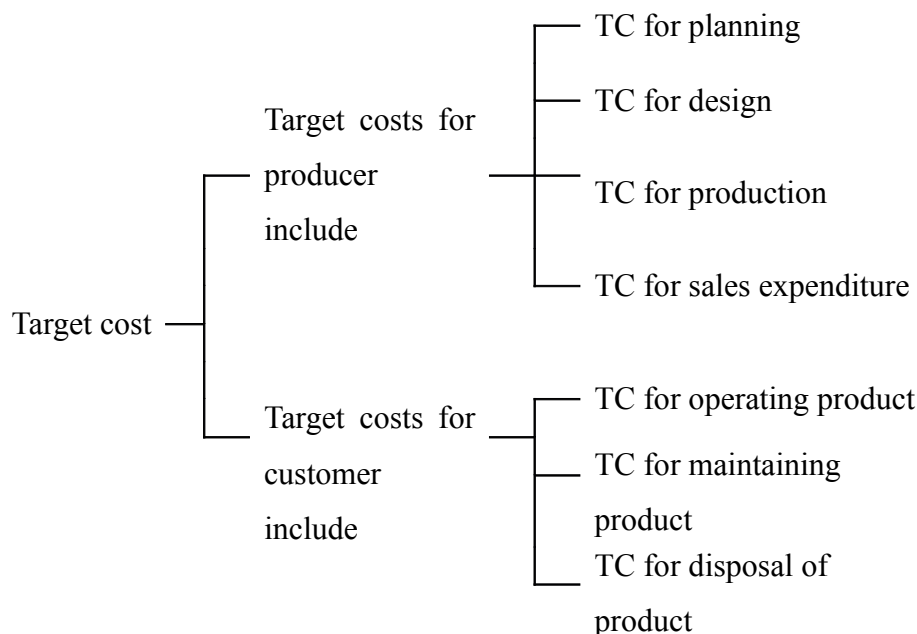 TC for planning
TC for design
Target costs for
producer
include
TC for production
TC for sales expenditure
Target cost
TC for operating product
Target costs for
customer
include
TC for maintaining
product
TC for disposal of
product